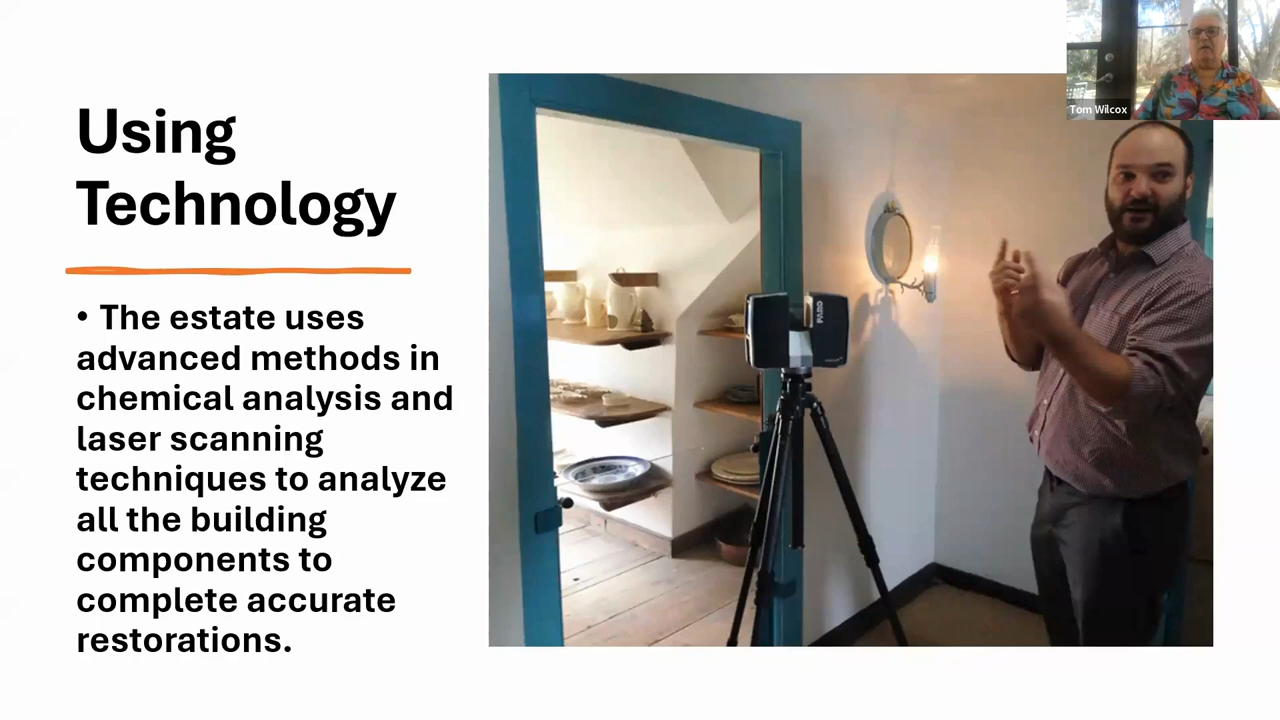 Using
Technology
• The estate uses
advanced methods in
chemical analysis and
laser scanning
techniques to analyze
all the building
components to
complete accurate
restorations.
FARO
Tom Wilcox